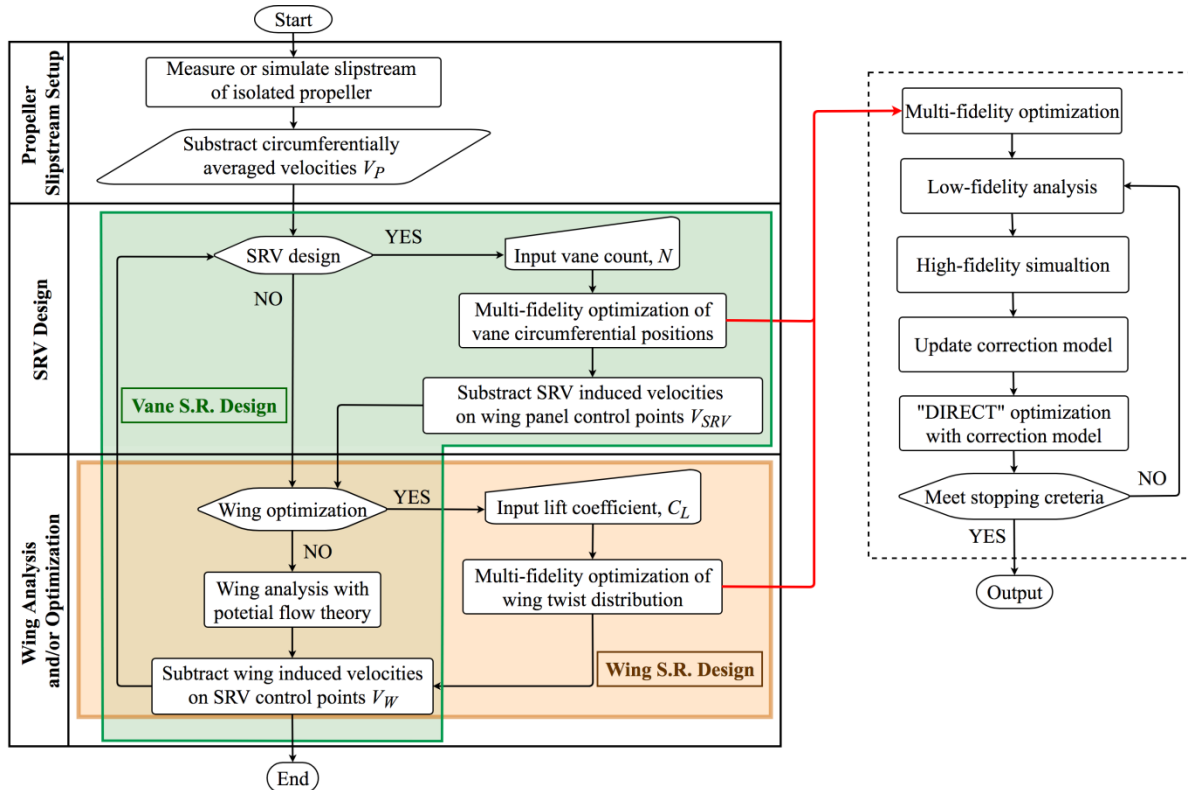 Start
Propeller
Slipstream Setup
Measure or simulate slipstream
of isolated propeller
Substract circumferentially
averaged velocities V_P
SRV Design
SRV design
YES
NO
Input vane count, N
Multi-fidelity optimization of
vane circumferential positions
Substract SRV induced velocities
on wing panel control points V_SRV
Vane S.R. Design
Wing Analysis
and/or Optimization
Wing optimization
YES
NO
Input lift coefficient, C_L
Wing analysis with
potetial flow theory
Multi-fidelity optimization of
wing twist distribution
Subtract wing induced velocities
on SRV control points V_W
Wing S.R. Design
End
Multi-fidelity optimization
Low-fidelity analysis
High-fidelity simualtion
Update correction model
"DIRECT" optimization
with correction model
Meet stopping creteria
NO
YES
Output